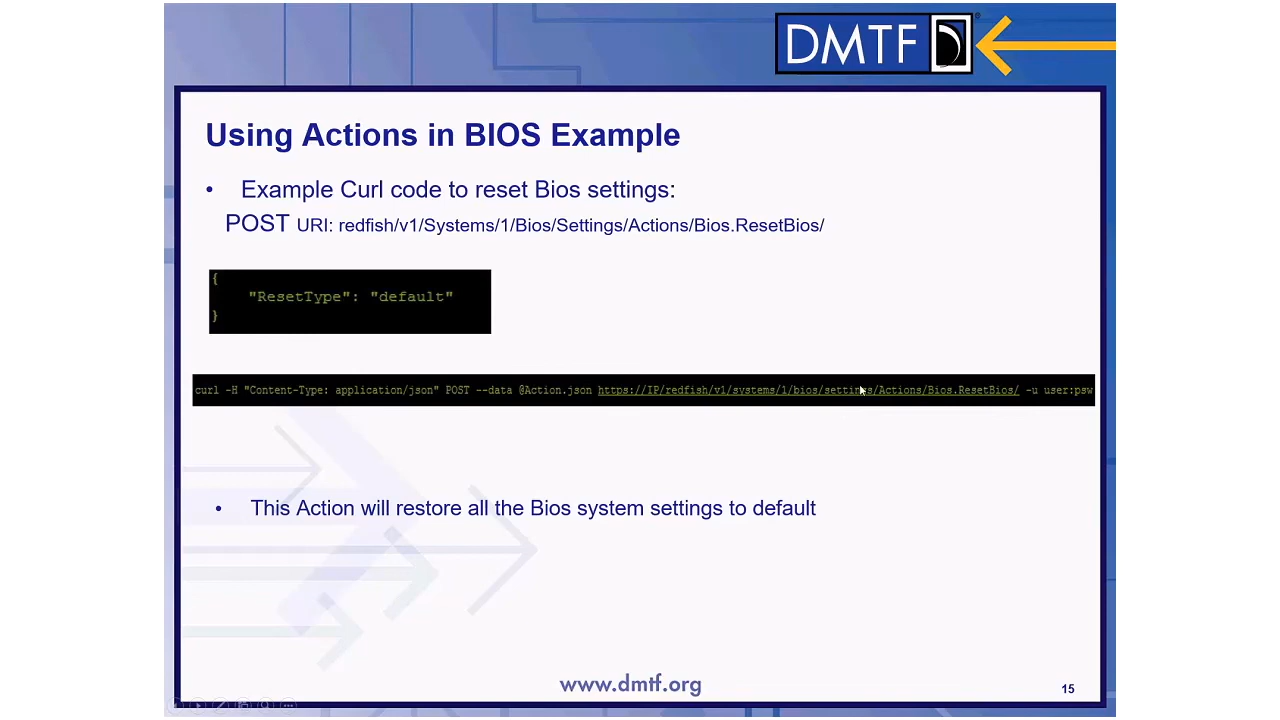 DMTF
Using Actions in BIOS Example
• Example Curl code to reset Bios settings:
POST URI: redfish/v1/Systems/1/Bios/Settings/Actions/Bios.ResetBios/
{
"ResetType": "default"
}
curl -H "Content-Type: application/json" POST --data @Action.json https://IP/redfish/v1/systems/1/bios/settings/Actions/Bios.ResetBios/ -u user:psw
• This Action will restore all the Bios system settings to default
www.dmtf.org
15